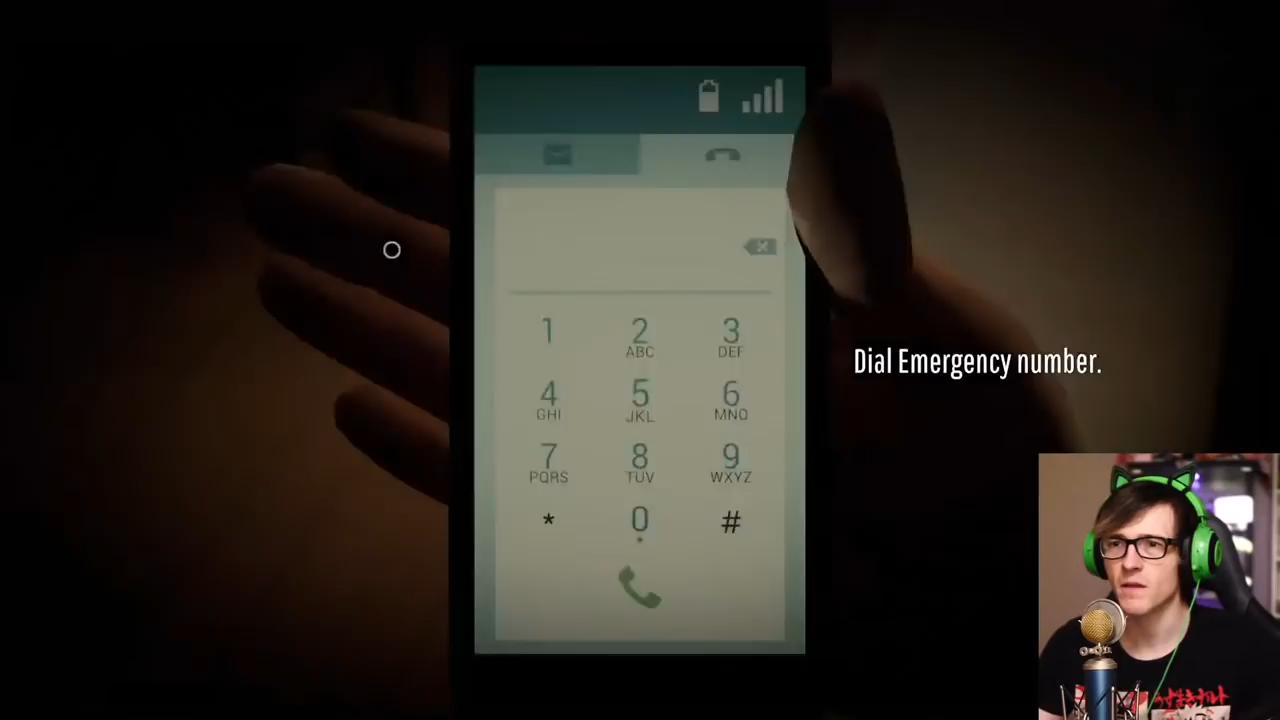 1 2 3
ABC DEF
4 5 6
GHI JKL MNO
7 8 9
PQRS TUV WXYZ
* 0 #
Dial Emergency number.